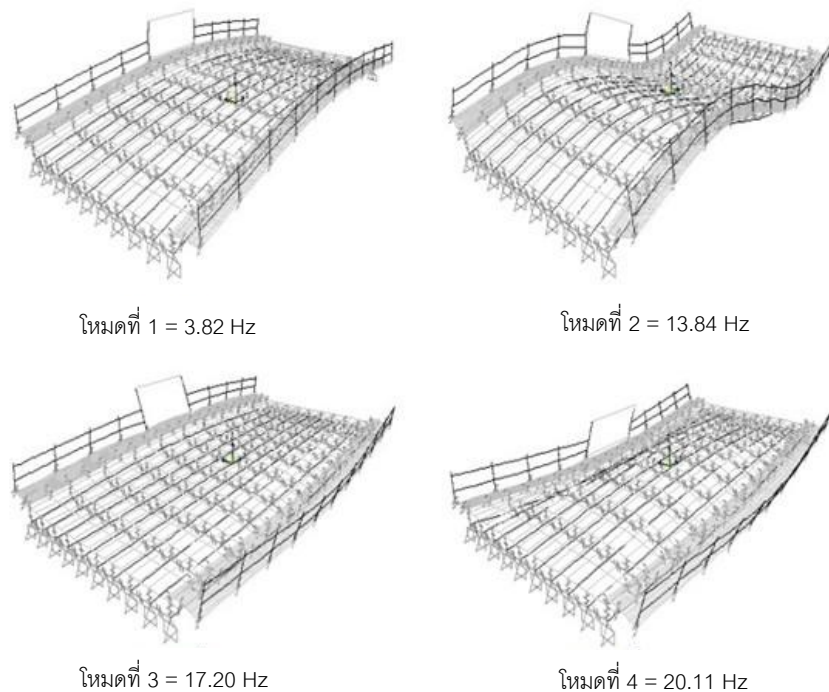 โหมดที่ 1 = 3.82 Hz
โหมดที่ 2 = 13.84 Hz
โหมดที่ 3 = 17.20 Hz
โหมดที่ 4 = 20.11 Hz